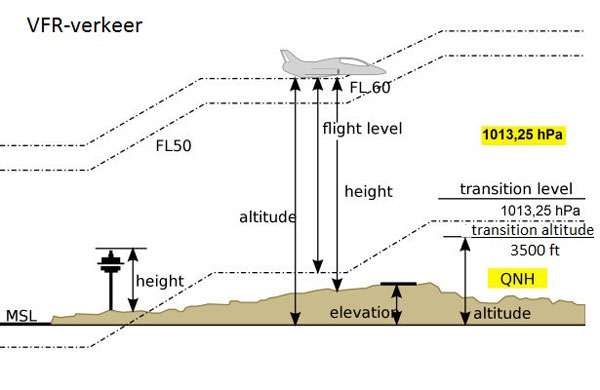 VFR-verkeer
FL 60
flight level
FL50
1013,25 hPa
height
transition level
1013,25 hPa
altitude
transition altitude
3500 ft
height
QNH
MSL
elevation
altitude